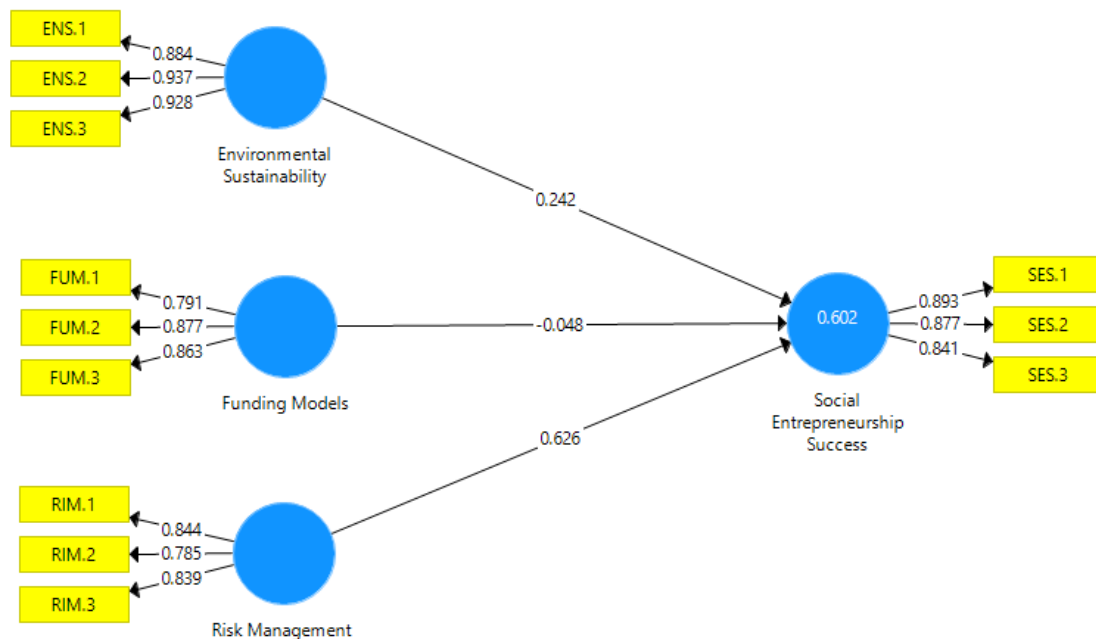 ENS.1
0.884
ENS.2
0.937
ENS.3
0.928
Environmental
Sustainability
0.242
FUM.1
0.791
FUM.2
0.877
FUM.3
0.863
Funding Models
-0.048
0.602
SES.1
0.893
SES.2
0.877
SES.3
0.841
Social
Entrepreneurship
Success
0.626
RIM.1
0.844
RIM.2
0.785
RIM.3
0.839
Risk Management